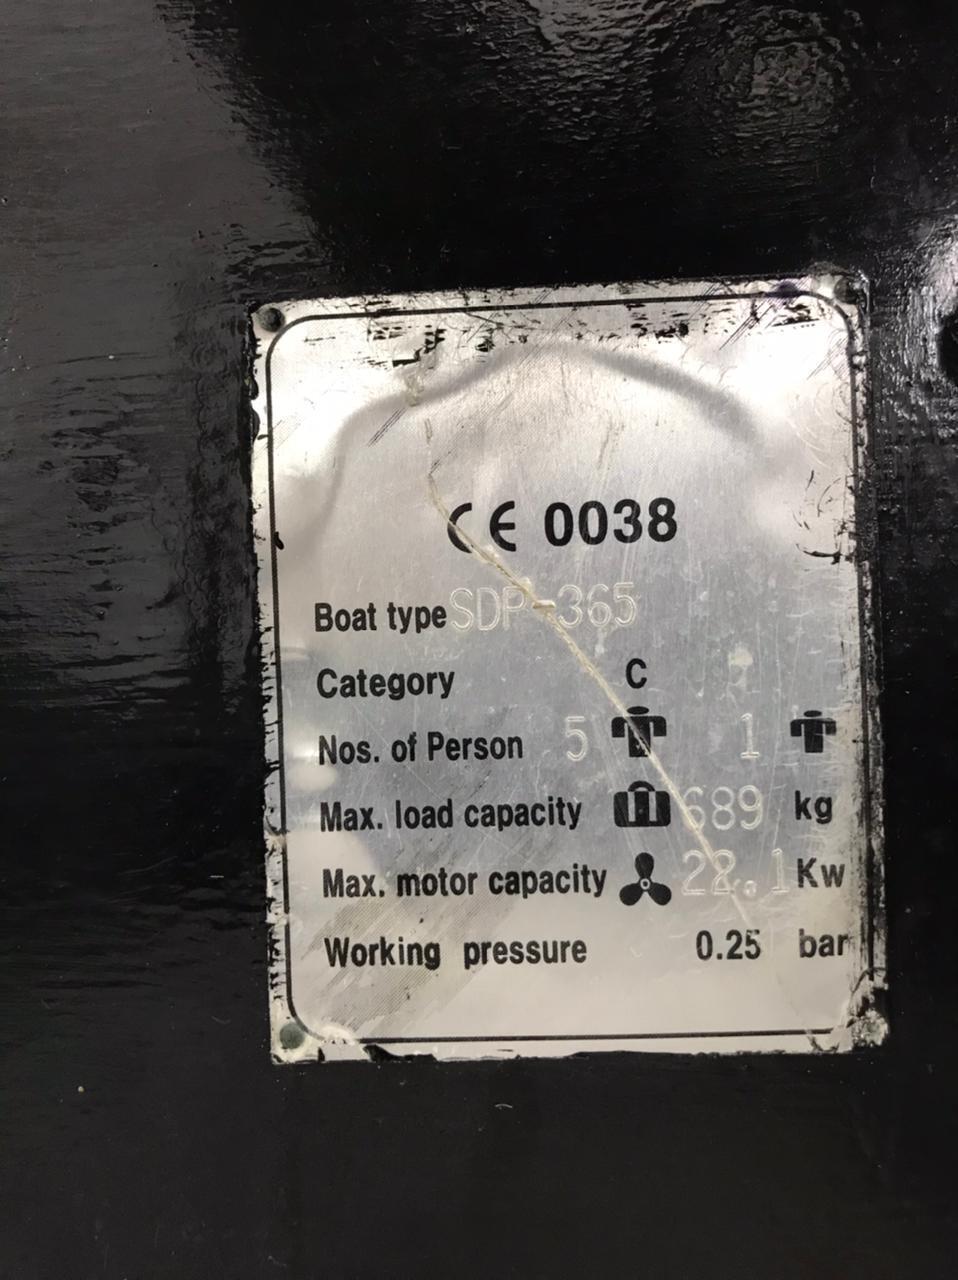 CE 0038
Boat type SDP-365
Category C
Nos. of Person 5 1
Max. load capacity 689 kg
Max. motor capacity 22.1 Kw
Working pressure 0.25 bar